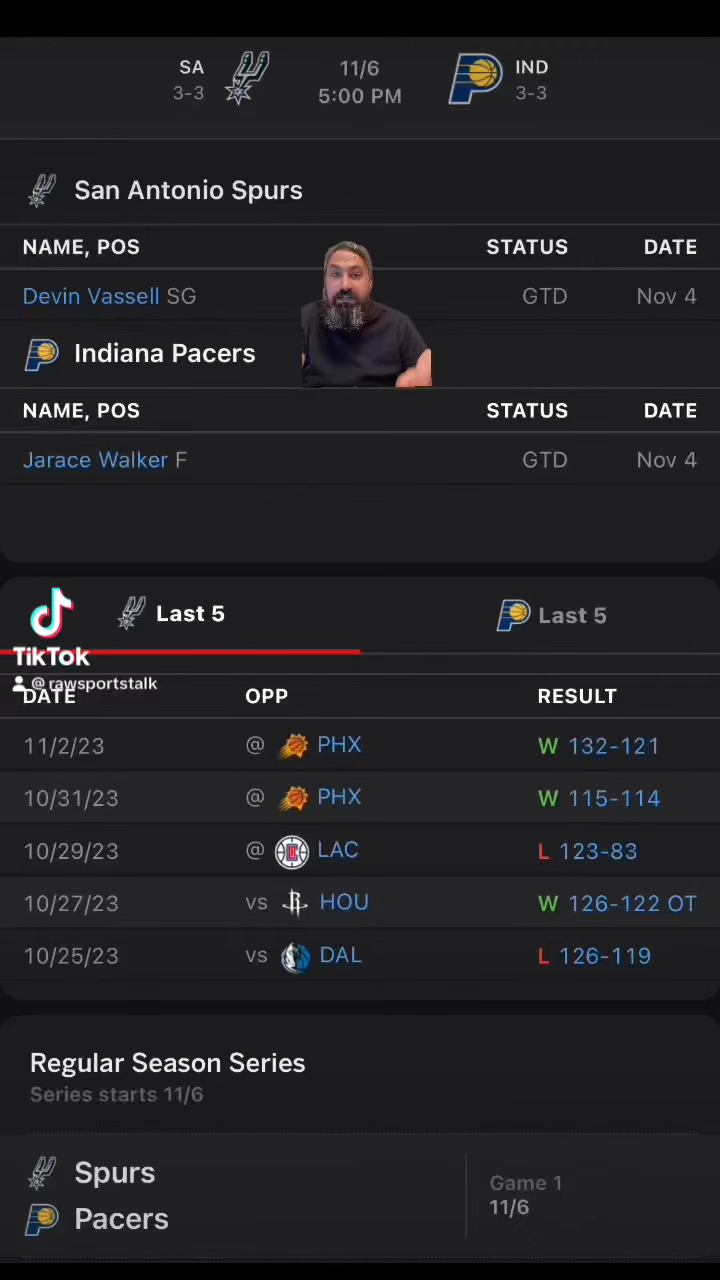 SA 11/6 IND
3-3 5:00 PM 3-3
San Antonio Spurs
NAME, POS STATUS DATE
Devin Vassell SG GTD Nov 4
Indiana Pacers
NAME, POS STATUS DATE
Jarace Walker F GTD Nov 4
Last 5 Last 5
TikTok
@rawsportstalk
DATE OPP RESULT
11/2/23 @ PHX W 132-121
10/31/23 @ PHX W 115-114
10/29/23 @ LAC L 123-83
10/27/23 vs HOU W 126-122 OT
10/25/23 vs DAL L 126-119
Regular Season Series
Series starts 11/6
Spurs
Pacers
Game 1
11/6